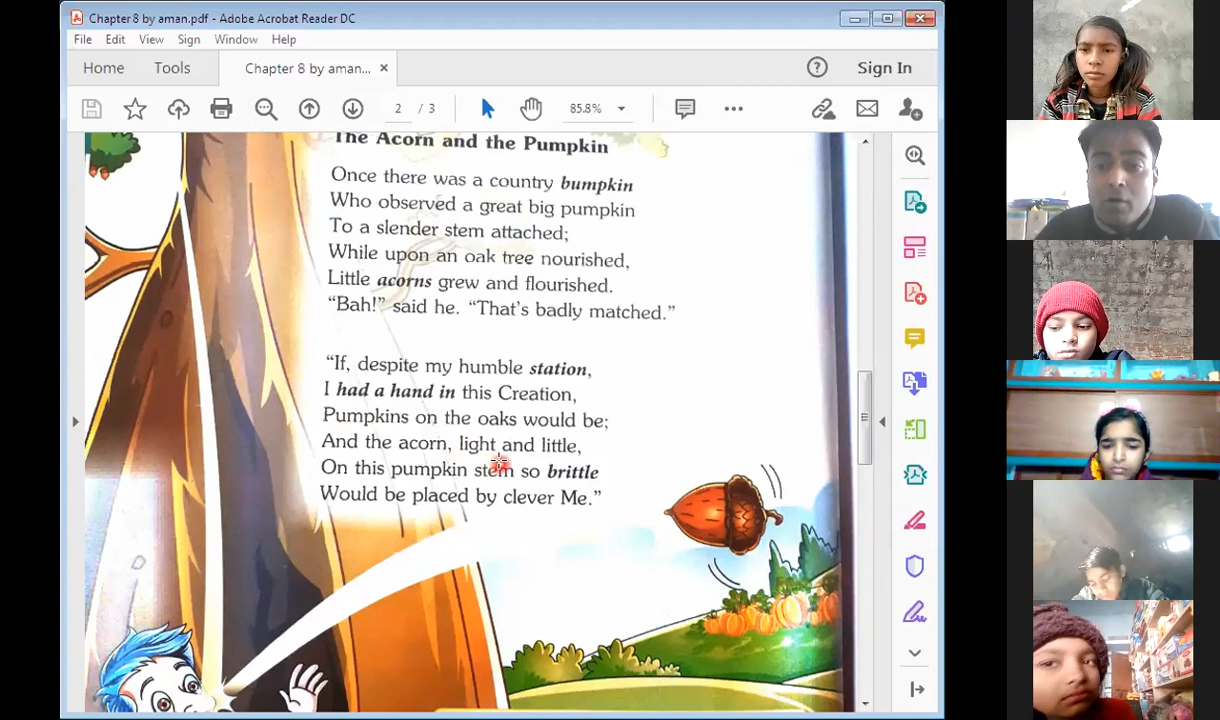 Chapter 8 by aman.pdf - Adobe Acrobat Reader DC
File Edit View Sign Window Help
Home Tools Chapter 8 by aman... × ? Sign In
2 / 3 85.8%
The Acorn and the Pumpkin
Once there was a country bumpkin
Who observed a great big pumpkin
To a slender stem attached;
While upon an oak tree nourished,
Little acorns grew and flourished.
“Bah!” said he. “That’s badly matched.”
“If, despite my humble station,
I had a hand in this Creation,
Pumpkins on the oaks would be;
And the acorn, light and little,
On this pumpkin stem so brittle
Would be placed by clever Me.”